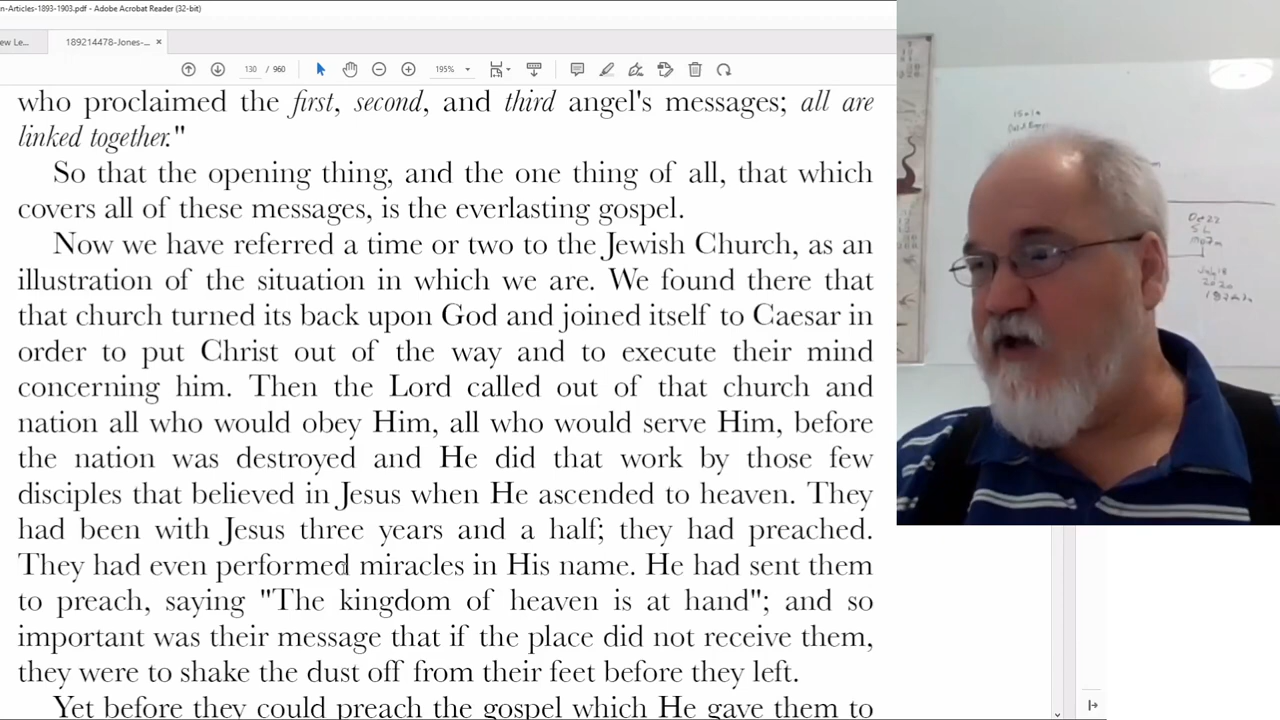 n-Articles-1893-1903.pdf - Adobe Acrobat Reader (32-bit)
ew Le...
189214478-Jones-...
130 / 960
195%
who proclaimed the first, second, and third angel's messages; all are
linked together."
So that the opening thing, and the one thing of all, that which
covers all of these messages, is the everlasting gospel.
Now we have referred a time or two to the Jewish Church, as an
illustration of the situation in which we are. We found there that
that church turned its back upon God and joined itself to Caesar in
order to put Christ out of the way and to execute their mind
concerning him. Then the Lord called out of that church and
nation all who would obey Him, all who would serve Him, before
the nation was destroyed and He did that work by those few
disciples that believed in Jesus when He ascended to heaven. They
had been with Jesus three years and a half; they had preached.
They had even performed miracles in His name. He had sent them
to preach, saying "The kingdom of heaven is at hand"; and so
important was their message that if the place did not receive them,
they were to shake the dust off from their feet before they left.
Yet before they could preach the gospel which He gave them to
Oct 22
July 18
2020